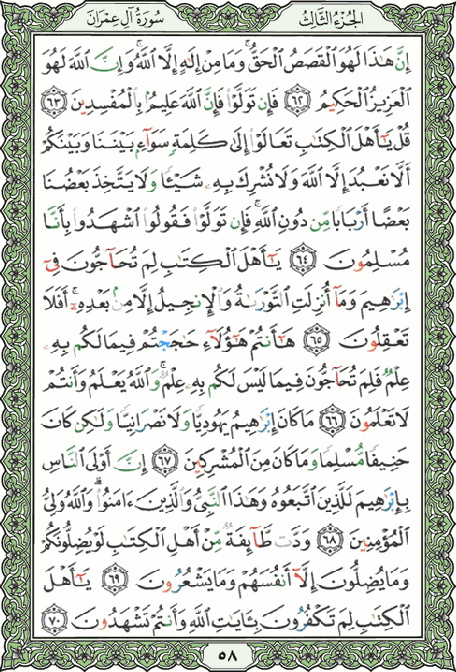 سُورَةُ آلِ عِمْرَان الجُزْءُ الثَّالِث
إِنَّ هَٰذَا لَهُوَ ٱلْقَصَصُ ٱلْحَقُّ ۚ وَمَا مِنْ إِلَٰهٍ إِلَّا ٱللَّهُ ۚ وَإِنَّ ٱللَّهَ لَهُوَ
ٱلْعَزِيزُ ٱلْحَكِيمُ ٦٢ فَإِن تَوَلَّوْا۟ فَإِنَّ ٱللَّهَ عَلِيمٌۢ بِٱلْمُفْسِدِينَ ٦٣
قُلْ يَٰٓأَهْلَ ٱلْكِتَٰبِ تَعَالَوْا۟ إِلَىٰ كَلِمَةٍ سَوَآءٍۭ بَيْنَنَا وَبَيْنَكُمْ
أَلَّا نَعْبُدَ إِلَّا ٱللَّهَ وَلَا نُشْرِكَ بِهِۦ شَيْـًٔا وَلَا يَتَّخِذَ بَعْضُنَا
بَعْضًا أَرْبَابًا مِّن دُونِ ٱللَّهِ ۚ فَإِن تَوَلَّوْا۟ فَقُولُوا۟ ٱشْهَدُوا۟ بِأَنَّا
مُسْلِمُونَ ٦٤ يَٰٓأَهْلَ ٱلْكِتَٰبِ لِمَ تُحَآجُّونَ فِىٓ
إِبْرَٰهِيمَ وَمَآ أُنزِلَتِ ٱلتَّوْرَىٰةُ وَٱلْإِنجِيلُ إِلَّا مِنۢ بَعْدِهِۦٓ ۚ أَفَلَا
تَعْقِلُونَ ٦٥ هَٰٓأَنتُمْ هَٰٓؤُلَآءِ حَٰجَجْتُمْ فِيمَا لَكُم بِهِۦ
عِلْمٌ فَلِمَ تُحَآجُّونَ فِيمَا لَيْسَ لَكُم بِهِۦ عِلْمٌ ۚ وَٱللَّهُ يَعْلَمُ وَأَنتُمْ
لَا تَعْلَمُونَ ٦٦ مَا كَانَ إِبْرَٰهِيمُ يَهُودِيًّا وَلَا نَصْرَانِيًّا وَلَٰكِن كَانَ
حَنِيفًا مُّسْلِمًا وَمَا كَانَ مِنَ ٱلْمُشْرِكِينَ ٦٧ إِنَّ أَوْلَى ٱلنَّاسِ
بِإِبْرَٰهِيمَ لَلَّذِينَ ٱتَّبَعُوهُ وَهَٰذَا ٱلنَّبِىُّ وَٱلَّذِينَ ءَامَنُوا۟ ۗ وَٱللَّهُ وَلِىُّ
ٱلْمُؤْمِنِينَ ٦٨ وَدَّت طَّآئِفَةٌ مِّنْ أَهْلِ ٱلْكِتَٰبِ لَوْ يُضِلُّونَكُمْ
وَمَا يُضِلُّونَ إِلَّآ أَنفُسَهُمْ وَمَا يَشْعُرُونَ ٦٩ يَٰٓأَهْلَ
ٱلْكِتَٰبِ لِمَ تَكْفُرُونَ بِـَٔايَٰتِ ٱللَّهِ وَأَنتُمْ تَشْهَدُونَ ٧٠
٥٨